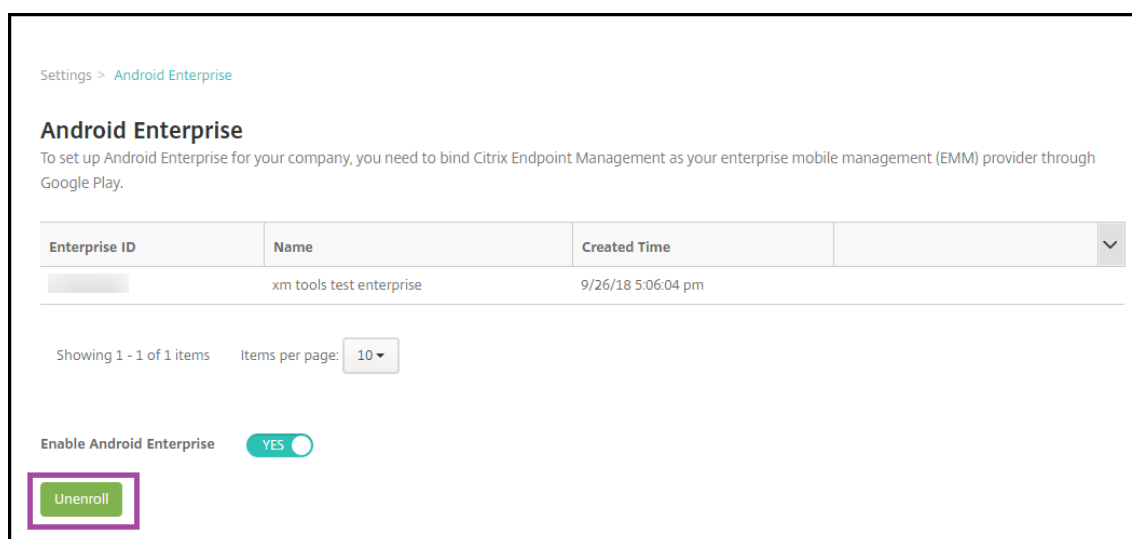 Settings > Android Enterprise
Android Enterprise
To set up Android Enterprise for your company, you need to bind Citrix Endpoint Management as your enterprise mobile management (EMM) provider through
Google Play.
Enterprise ID Name Created Time
xm tools test enterprise 9/26/18 5:06:04 pm
Showing 1 - 1 of 1 items Items per page: 10
Enable Android Enterprise YES
Unenroll